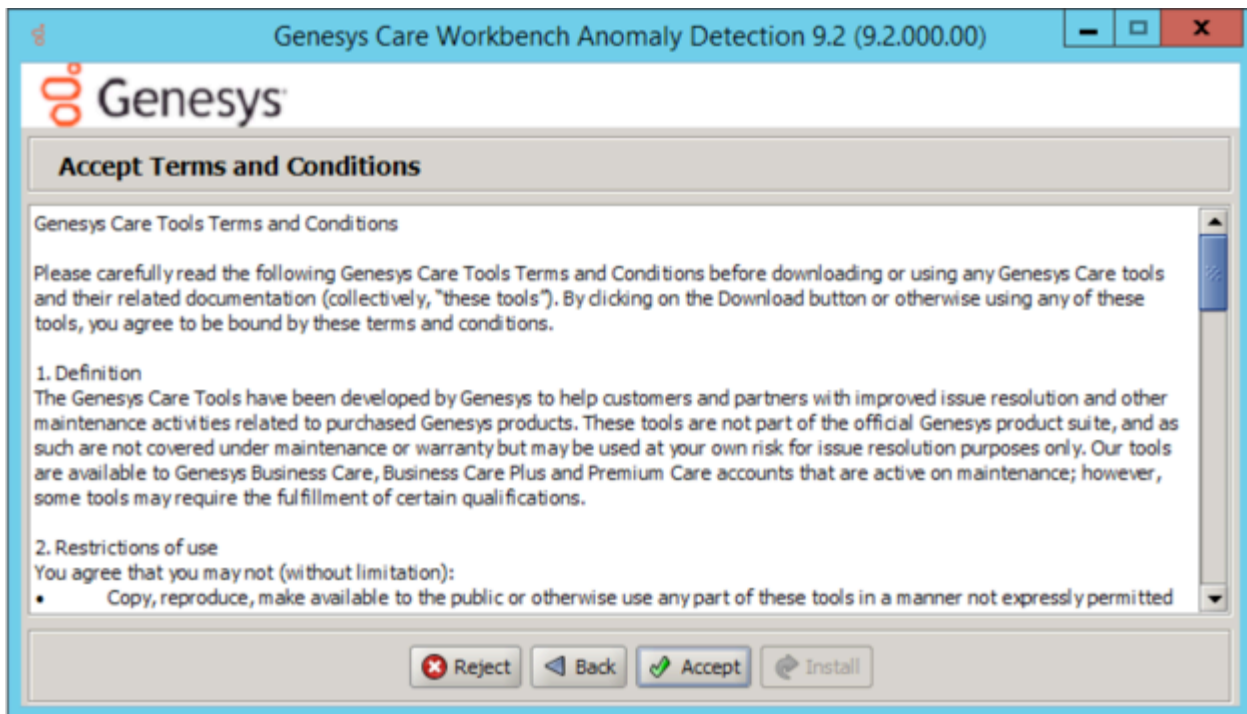 Genesys Care Workbench Anomaly Detection 9.2 (9.2.000.00)
Genesys
Accept Terms and Conditions
Genesys Care Tools Terms and Conditions
Please carefully read the following Genesys Care Tools Terms and Conditions before downloading or using any Genesys Care tools
and their related documentation (collectively, “these tools”). By clicking on the Download button or otherwise using any of these
tools, you agree to be bound by these terms and conditions.
1. Definition
The Genesys Care Tools have been developed by Genesys to help customers and partners with improved issue resolution and other
maintenance activities related to purchased Genesys products. These tools are not part of the official Genesys product suite, and as
such are not covered under maintenance or warranty but may be used at your own risk for issue resolution purposes only. Our tools
are available to Genesys Business Care, Business Care Plus and Premium Care accounts that are active on maintenance; however,
some tools may require the fulfillment of certain qualifications.
2. Restrictions of use
You agree that you may not (without limitation):
• Copy, reproduce, make available to the public or otherwise use any part of these tools in a manner not expressly permitted
Reject Back Accept Install